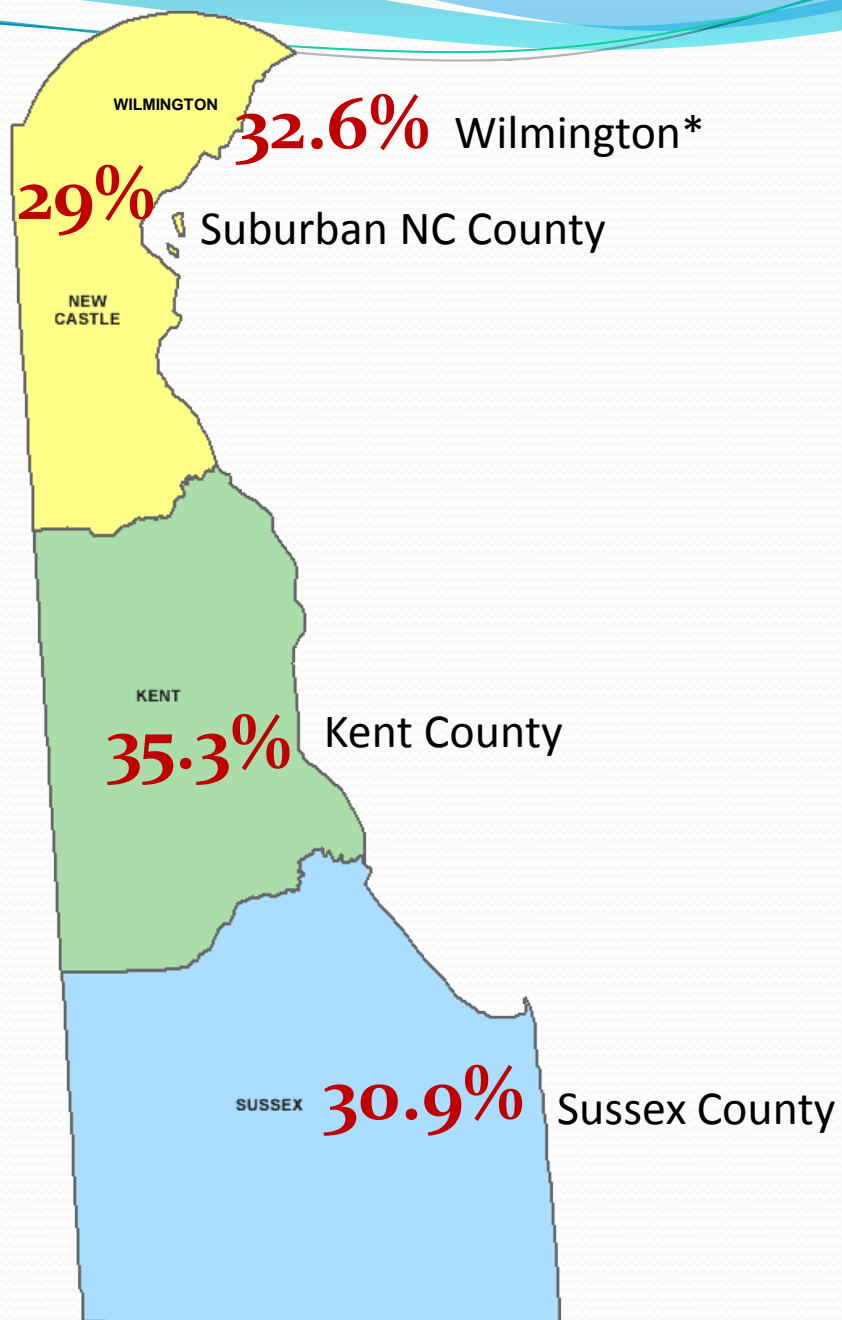 WILMINGTON
32.6% Wilmington*
29%
Suburban NC County
NEW
CASTLE
KENT
35.3% Kent County
SUSSEX 30.9% Sussex County